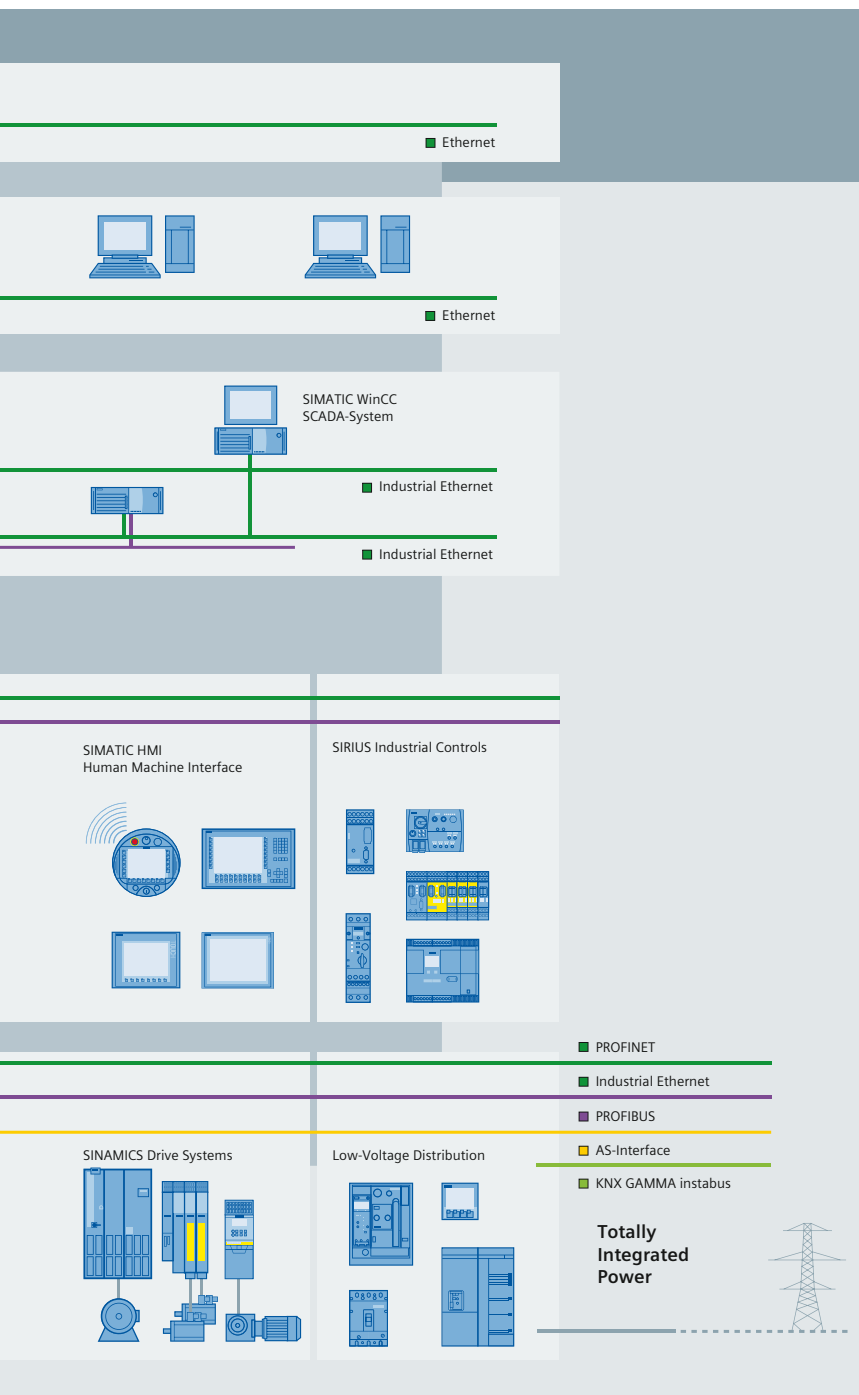 Ethernet
Ethernet
SIMATIC WinCC
SCADA-System
Industrial Ethernet
Industrial Ethernet
SIMATIC HMI
Human Machine Interface
SIRIUS Industrial Controls
PROFINET
Industrial Ethernet
PROFIBUS
AS-Interface
KNX GAMMA instabus
SINAMICS Drive Systems
Low-Voltage Distribution
Totally
Integrated
Power